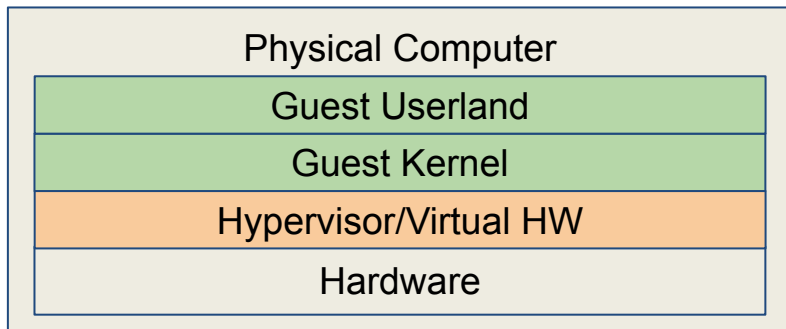 Physical Computer
Guest Userland
Guest Kernel
Hypervisor/Virtual HW
Hardware